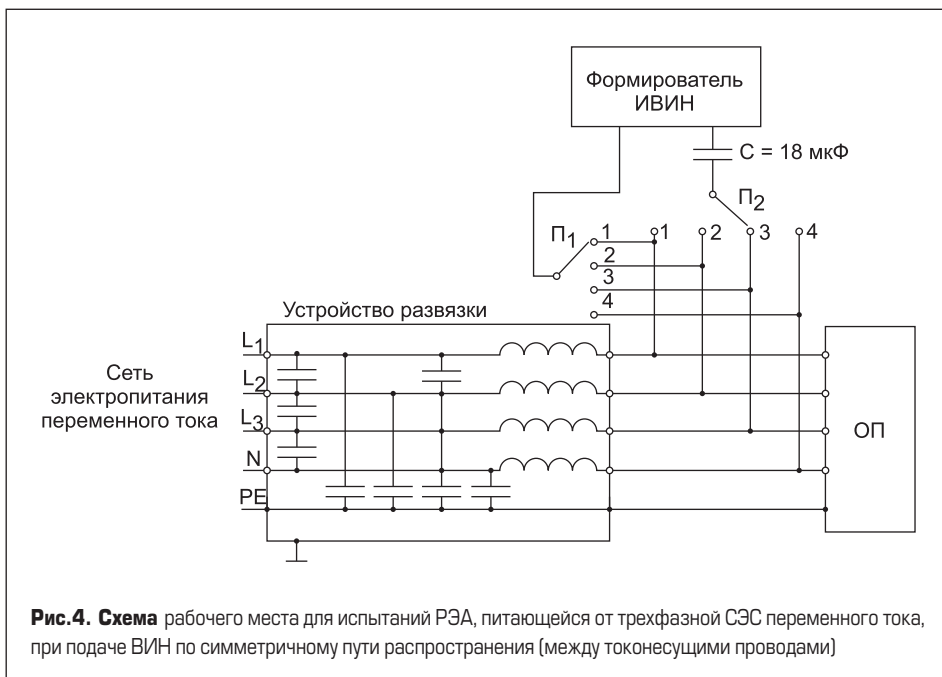 Формирователь
ИВИН
C = 18 мкФ
П2
П1
1
2
3
4
1
2
3
4
Устройство развязки
L1
L2
L3
N
PE
Сеть
электропитания
переменного тока
ОП
Рис.4. Схема рабочего места для испытаний РЭА, питающейся от трехфазной СЭС переменного тока,
при подаче ВИН по симметричному пути распространения (между токонесущими проводами)